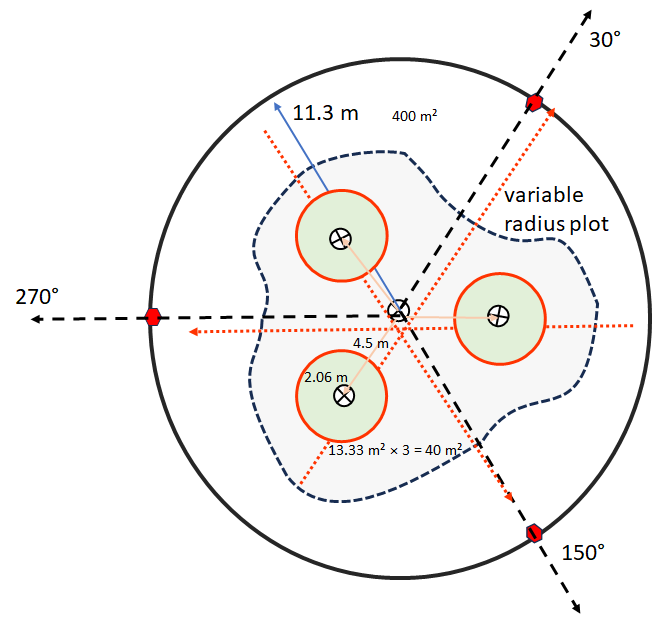 30°
11.3 m
400 m²
variable
radius plot
270°
4.5 m
2.06 m
13.33 m² × 3 = 40 m²
150°